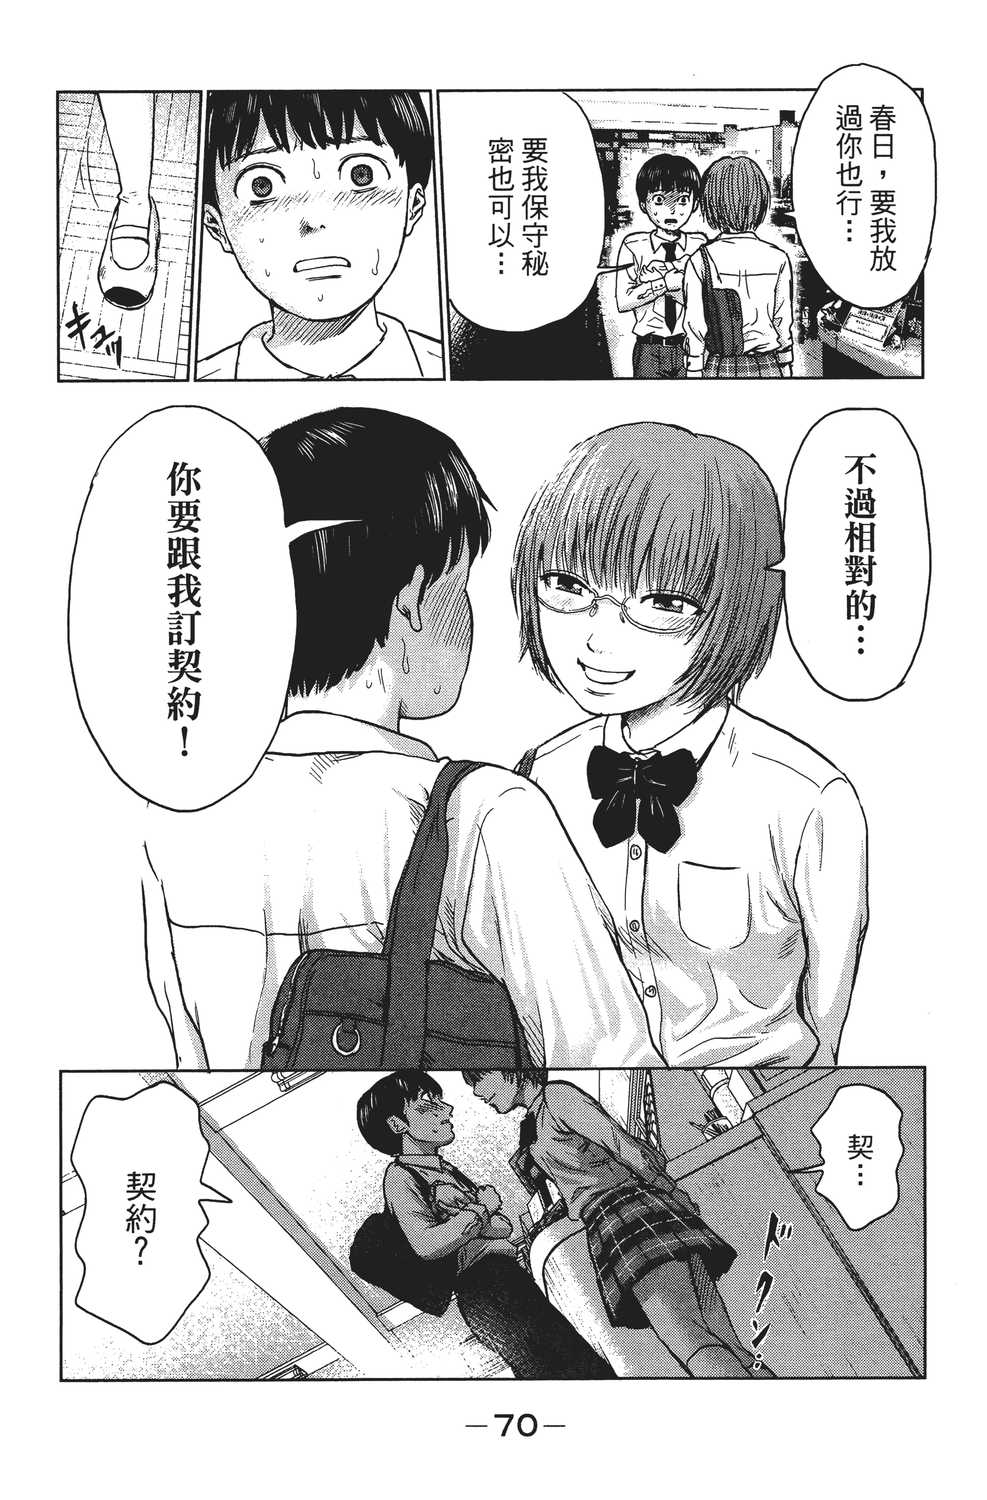 春日，要我放
過你也行…
要我保守秘
密也可以…
キュッ
不過相對的…
你要跟我訂契約！
契…
契約？
ドクン
—70—